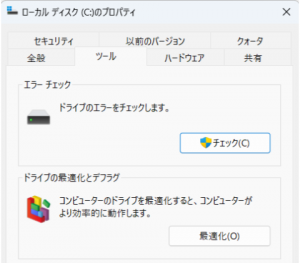 ローカル ディスク (C:)のプロパティ
セキュリティ 以前のバージョン クォータ
全般 ツール ハードウェア 共有
エラー チェック
ドライブのエラーをチェックします。
チェック(C)
ドライブの最適化とデフラグ
コンピューターのドライブを最適化すると、コンピューターが
より効率的に動作します。
最適化(O)